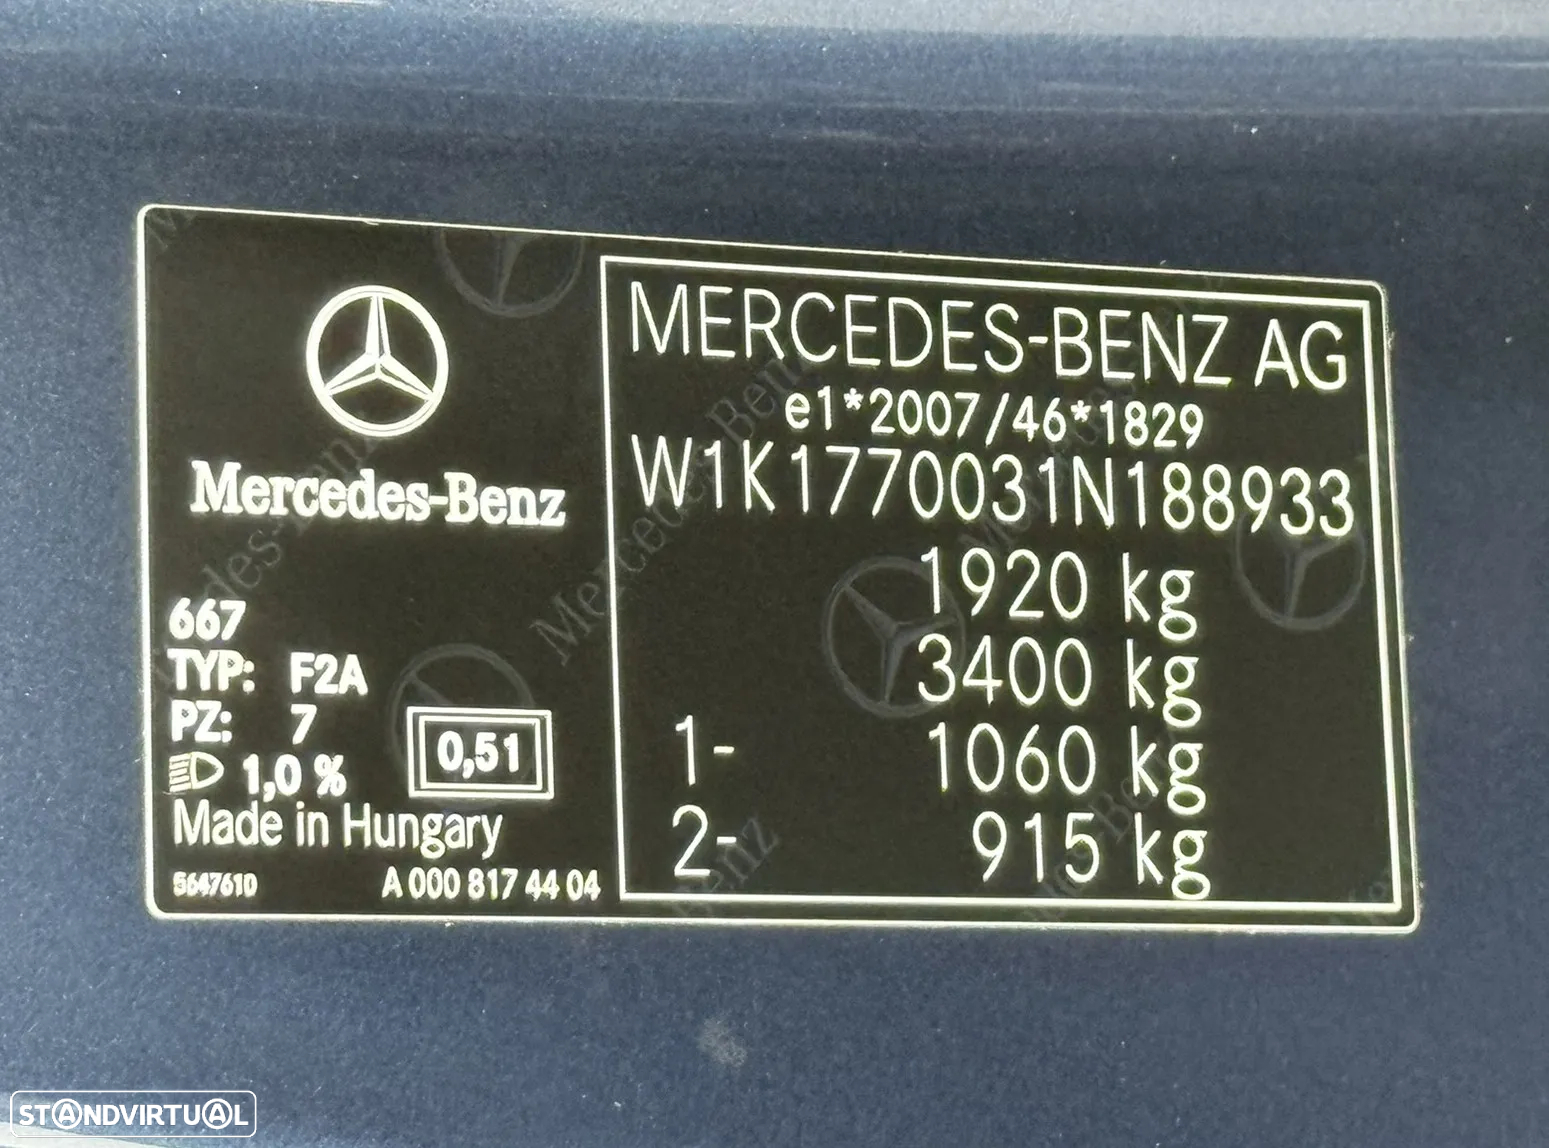 Mercedes-Benz
667
TYP: F2A
PZ: 7
1,0 %
0,51
Made in Hungary
5647610
A 000 817 44 04
MERCEDES-BENZ AG
e1*2007/46*1829
W1K1770031N188933
1920 kg
3400 kg
1- 1060 kg
2- 915 kg
STANDVIRTUAL